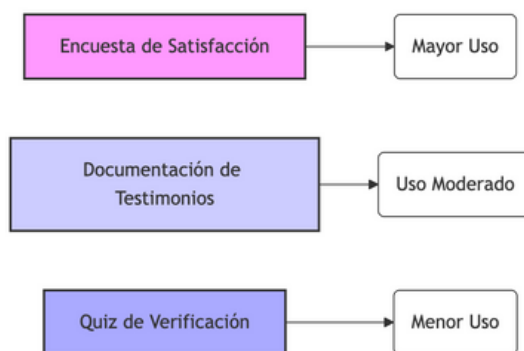 Encuesta de Satisfacción
Mayor Uso
Documentación de
Testimonios
Uso Moderado
Quiz de Verificación
Menor Uso